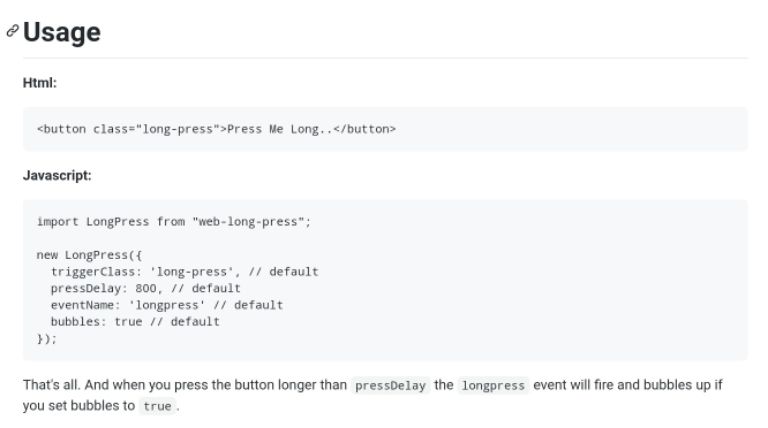 Usage
Html:
<button class="long-press">Press Me Long..</button>
Javascript:
import LongPress from "web-long-press";
new LongPress({
  triggerClass: 'long-press', // default
  pressDelay: 800, // default
  eventName: 'longpress' // default
  bubbles: true // default
});
That's all. And when you press the button longer than pressDelay the longpress event will fire and bubbles up if
you set bubbles to true.